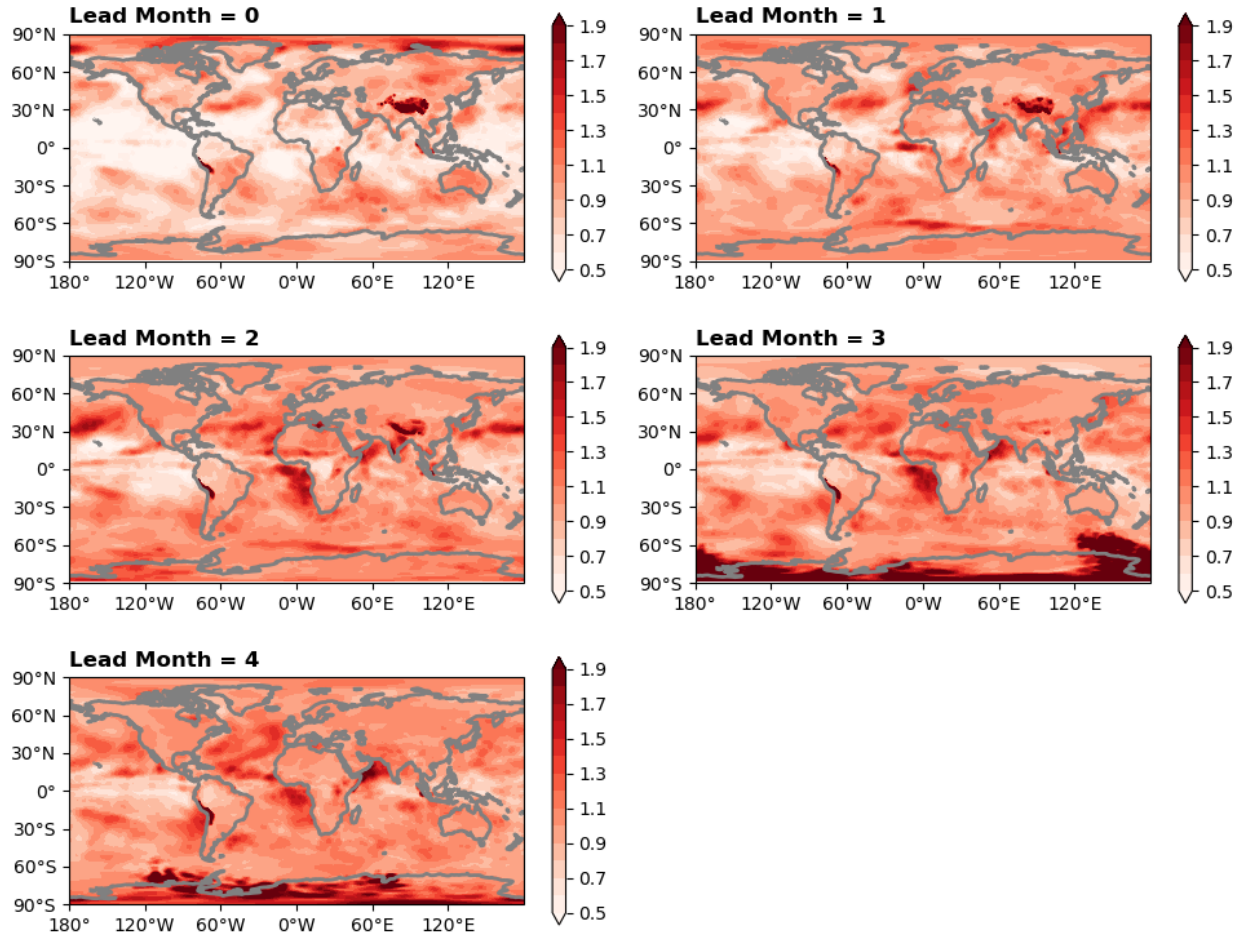 Lead Month = 0
90°N
60°N
30°N
0°
30°S
60°S
90°S
180°
120°W
60°W
0°W
60°E
120°E
1.9
1.7
1.5
1.3
1.1
0.9
0.7
0.5
Lead Month = 1
90°N
60°N
30°N
0°
30°S
60°S
90°S
180°
120°W
60°W
0°W
60°E
120°E
1.9
1.7
1.5
1.3
1.1
0.9
0.7
0.5
Lead Month = 2
90°N
60°N
30°N
0°
30°S
60°S
90°S
180°
120°W
60°W
0°W
60°E
120°E
1.9
1.7
1.5
1.3
1.1
0.9
0.7
0.5
Lead Month = 3
90°N
60°N
30°N
0°
30°S
60°S
90°S
180°
120°W
60°W
0°W
60°E
120°E
1.9
1.7
1.5
1.3
1.1
0.9
0.7
0.5
Lead Month = 4
90°N
60°N
30°N
0°
30°S
60°S
90°S
180°
120°W
60°W
0°W
60°E
120°E
1.9
1.7
1.5
1.3
1.1
0.9
0.7
0.5